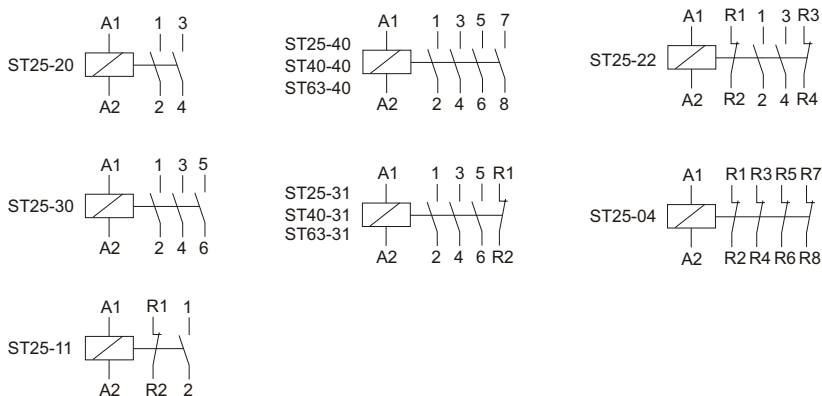 A1 1 3
ST25-20
A2 2 4
A1 1 3 5 7
ST25-40
ST40-40
ST63-40
A2 2 4 6 8
A1 R1 1 3 R3
ST25-22
A2 R2 2 4 R4
A1 1 3 5
ST25-30
A2 2 4 6
A1 1 3 5 R1
ST25-31
ST40-31
ST63-31
A2 2 4 6 R2
A1 R1 R3 R5 R7
ST25-04
A2 R2 R4 R6 R8
A1 R1 1
ST25-11
A2 R2 2